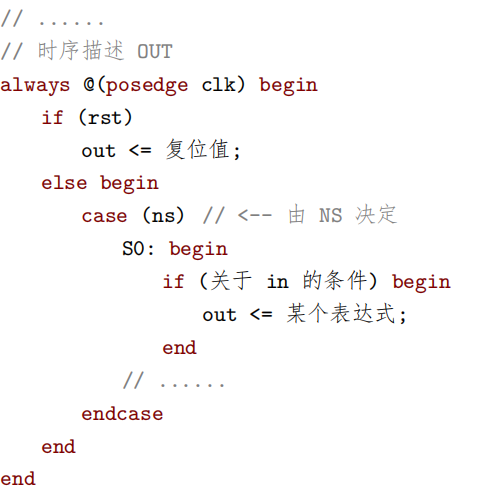 // ......
// 时序描述 OUT
always @(posedge clk) begin
if (rst)
out <= 复位值;
else begin
case (ns) // <-- 由 NS 决定
S0: begin
if (关于 in 的条件) begin
out <= 某个表达式;
end
// ......
endcase
end
end